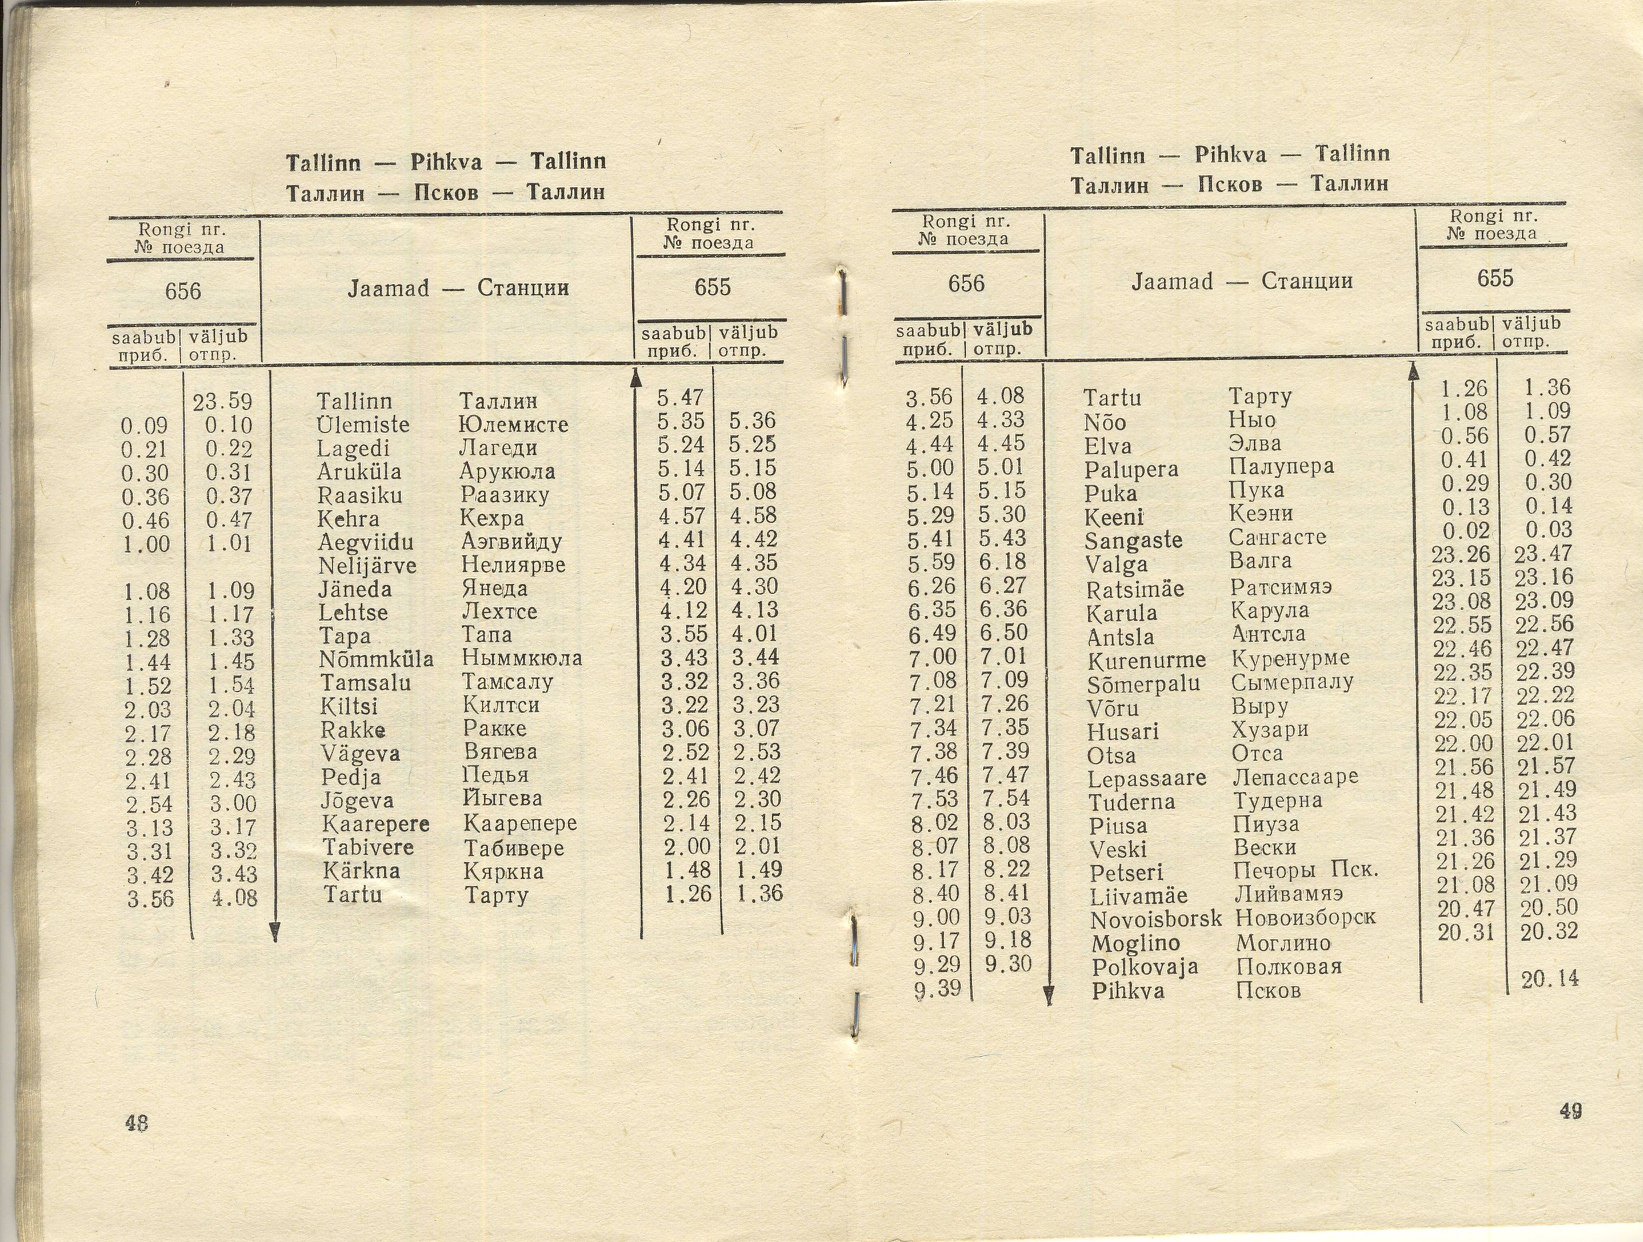 Tallinn — Pihkva — Tallinn
Таллин — Псков — Таллин
Rongi nr. Rongi nr.
№ поезда № поезда
656 Jaamad — Станции 655
saabub väljub saabub väljub
приб. отпр. приб. отпр.
23.59 Tallinn Таллин 5.47
0.09 0.10 Ülemiste Юлемисте 5.35 5.36
0.21 0.22 Lagedi Лагеди 5.24 5.25
0.30 0.31 Aruküla Арукюла 5.14 5.15
0.36 0.37 Raasiku Раазику 5.07 5.08
0.46 0.47 Kehra Кехра 4.57 4.58
1.00 1.01 Aegviidu Аэгвийду 4.41 4.42
Nelijärve Нелиярве 4.34 4.35
1.08 1.09 Jäneda Янеда 4.20 4.30
1.16 1.17 Lehtse Лехтсе 4.12 4.13
1.28 1.33 Tapa Тапа 3.55 4.01
1.44 1.45 Nõmmküla Ныммкюла 3.43 3.44
1.52 1.54 Tamsalu Тамсалу 3.32 3.36
2.03 2.04 Kiltsi Килтси 3.22 3.23
2.17 2.18 Rakke Ракке 3.06 3.07
2.28 2.29 Vägeva Вягева 2.52 2.53
2.41 2.43 Pedja Педья 2.41 2.42
2.54 3.00 Jõgeva Йыгева 2.26 2.30
3.13 3.17 Kaarepere Каарепере 2.14 2.15
3.31 3.32 Tabivere Табивере 2.00 2.01
3.42 3.43 Kärkna Кяркна 1.48 1.49
3.56 4.08 Tartu Тарту 1.26 1.36
48
Tallinn — Pihkva — Tallinn
Таллин — Псков — Таллин
Rongi nr. Rongi nr.
№ поезда № поезда
656 Jaamad — Станции 655
saabub väljub saabub väljub
приб. отпр. приб. отпр.
3.56 4.08 Tartu Тарту 1.26 1.36
4.25 4.33 Nõo Ныо 1.08 1.09
4.44 4.45 Elva Элва 0.56 0.57
5.00 5.01 Palupera Палупера 0.41 0.42
5.14 5.15 Puka Пука 0.29 0.30
5.29 5.30 Keeni Кеэни 0.13 0.14
5.41 5.43 Sangaste Сангасте 0.02 0.03
5.59 6.18 Valga Валга 23.26 23.47
6.26 6.27 Ratsimäe Ратсимяэ 23.15 23.16
6.35 6.36 Karula Карула 23.08 23.09
6.49 6.50 Antsla Антсла 22.55 22.56
7.00 7.01 Kurenurme Куренурме 22.46 22.47
7.08 7.09 Sõmerpalu Сымерпалу 22.35 22.39
7.21 7.26 Võru Выру 22.17 22.22
7.34 7.35 Husari Хузари 22.05 22.06
7.38 7.39 Otsa Отса 22.00 22.01
7.46 7.47 Lepassaare Лепассааре 21.56 21.57
7.53 7.54 Tuderna Тудерна 21.48 21.49
8.02 8.03 Piusa Пиуза 21.42 21.43
8.07 8.08 Veski Вески 21.36 21.37
8.17 8.22 Petseri Печоры Пск. 21.26 21.29
8.40 8.41 Liivamäe Лийвамяэ 21.08 21.09
9.00 9.03 Novoisborsk Новоизборск 20.47 20.50
9.17 9.18 Moglino Моглино 20.31 20.32
9.29 9.30 Polkovaja Полковая
9.39 Pihkva Псков 20.14
49